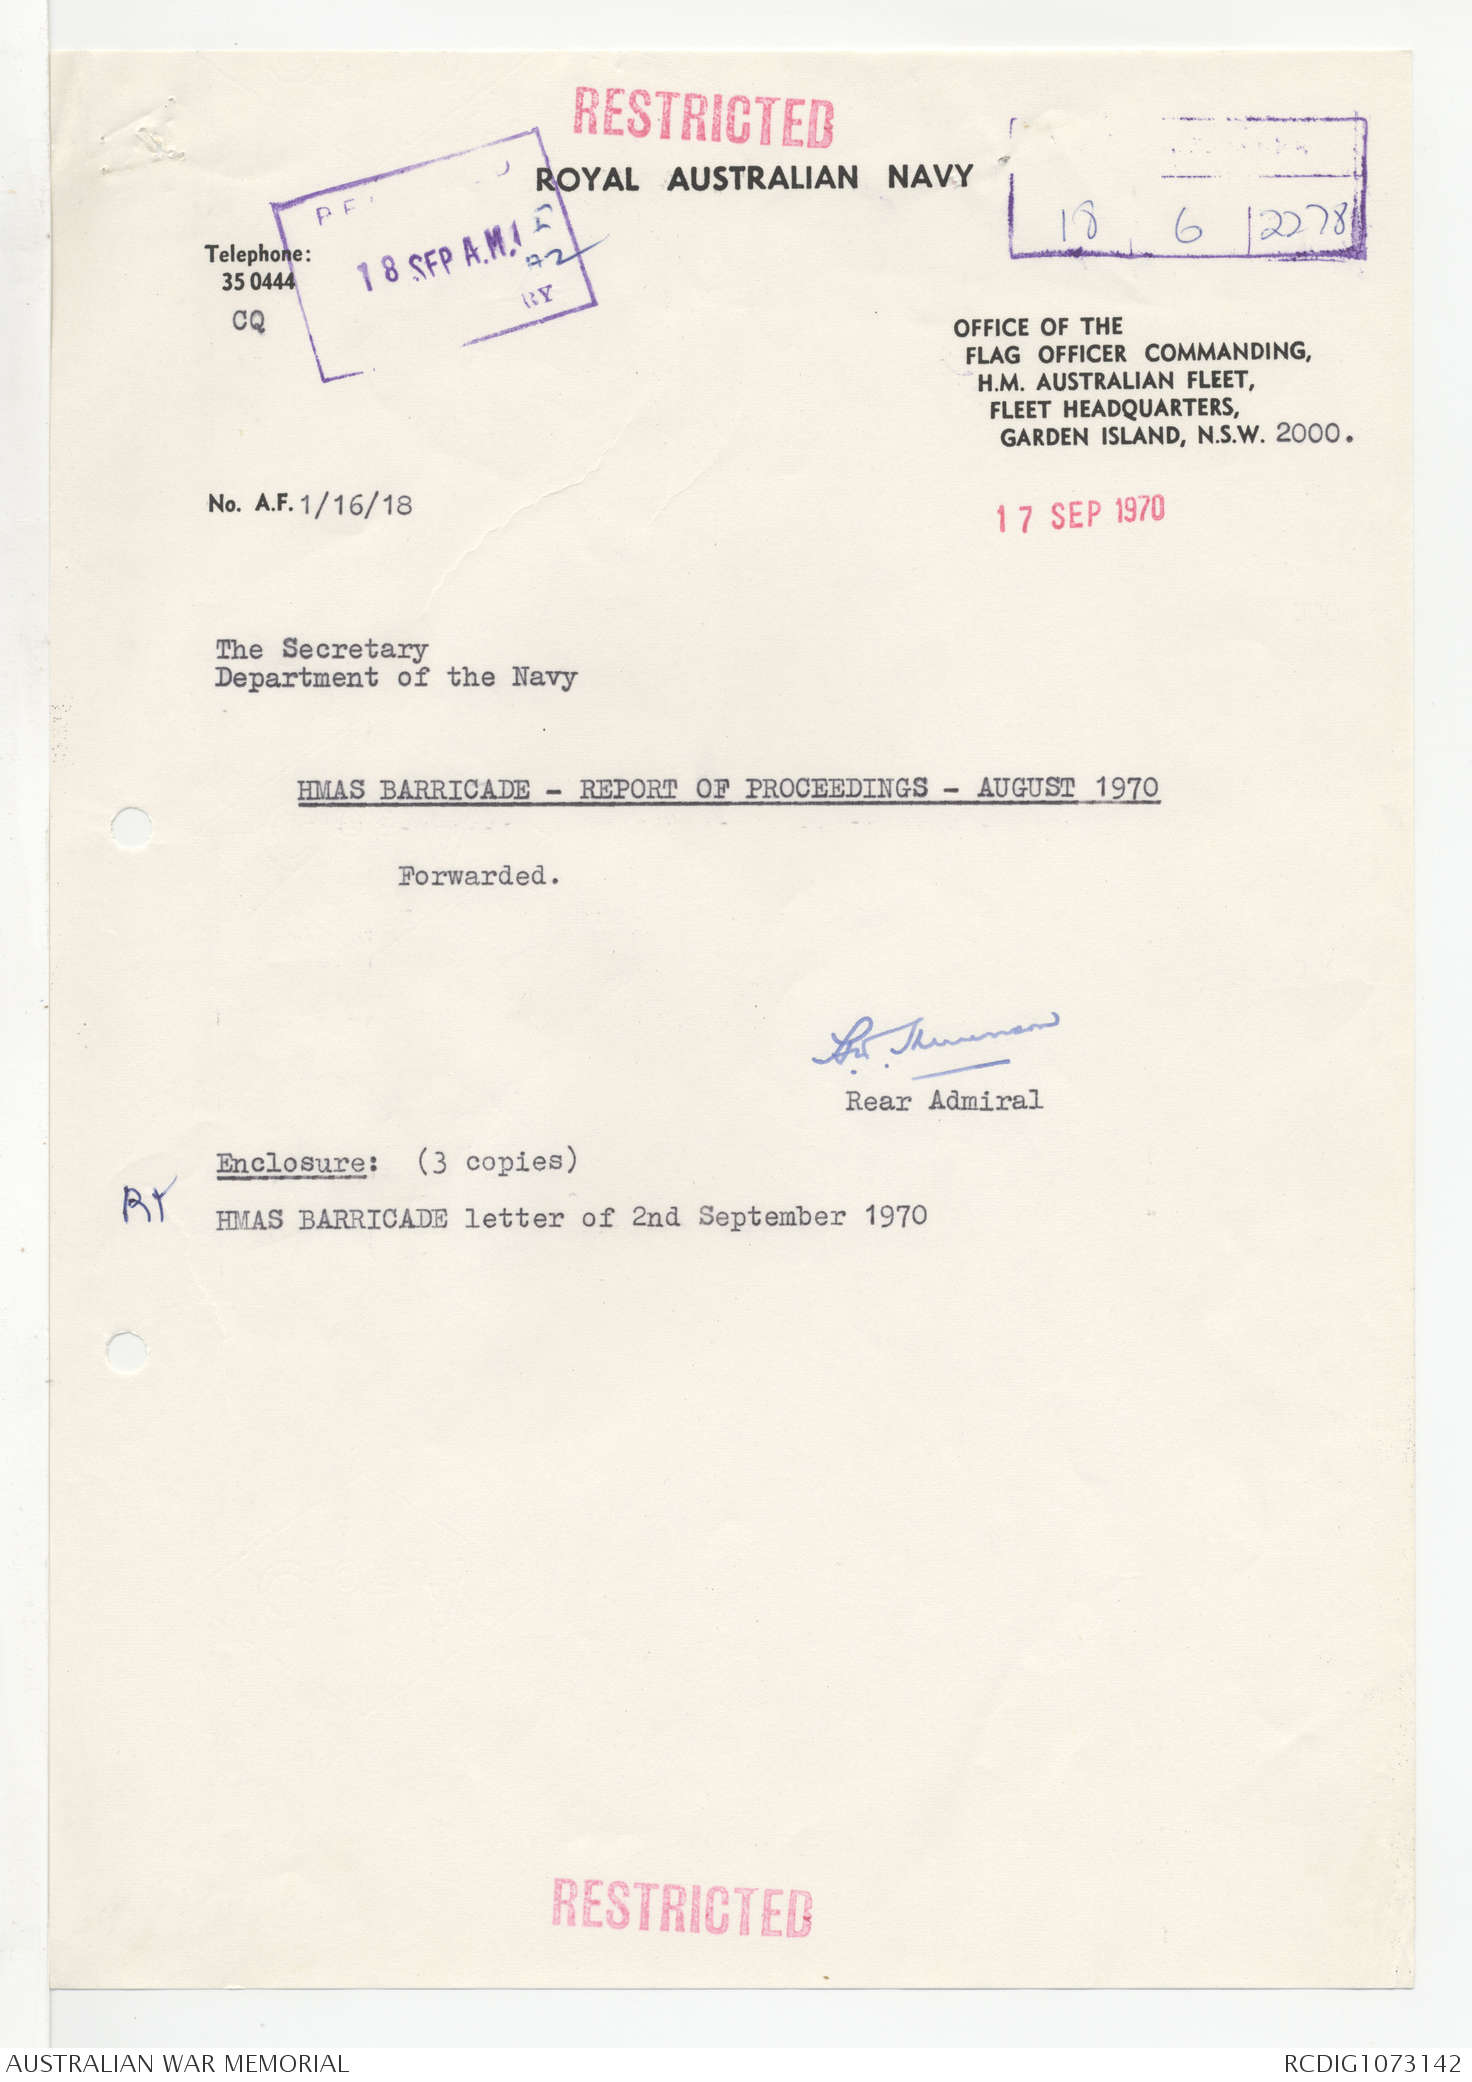 RESTRICTED
ROYAL AUSTRALIAN NAVY
18 SEP A.M.
RY
18 6 2278
Telephone:
35 0444
CQ
OFFICE OF THE
FLAG OFFICER COMMANDING,
H.M. AUSTRALIAN FLEET,
FLEET HEADQUARTERS,
GARDEN ISLAND, N.S.W. 2000.
No. A.F. 1/16/18
17 SEP 1970
The Secretary
Department of the Navy
HMAS BARRICADE - REPORT OF PROCEEDINGS - AUGUST 1970
Forwarded.
Rear Admiral
Enclosure: (3 copies)
RY
HMAS BARRICADE letter of 2nd September 1970
RESTRICTED
AUSTRALIAN WAR MEMORIAL
RCDIG1073142